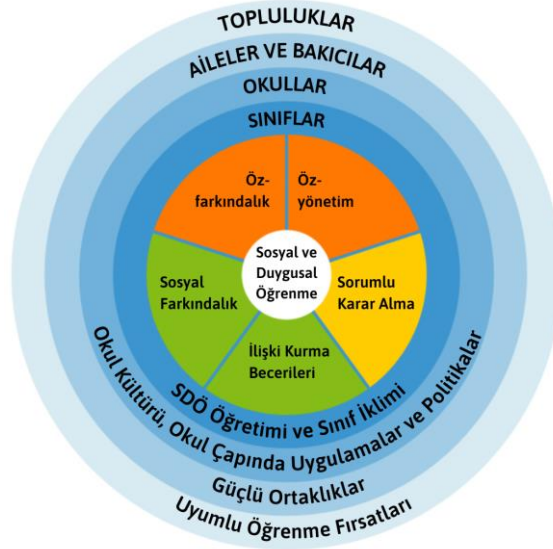 TOPLULUKLAR
AİLELER VE BAKICILAR
OKULLAR
SINIFLAR
Öz-
farkındalık
Öz-
yönetim
Sosyal ve
Duygusal
Öğrenme
Sosyal
Farkındalık
Sorumlu
Karar Alma
İlişki Kurma
Becerileri
SDÖ Öğretimi ve Sınıf İklimi
Okul Kültürü, Okul Çapında Uygulamalar ve Politikalar
Güçlü Ortaklıklar
Uyumlu Öğrenme Fırsatları